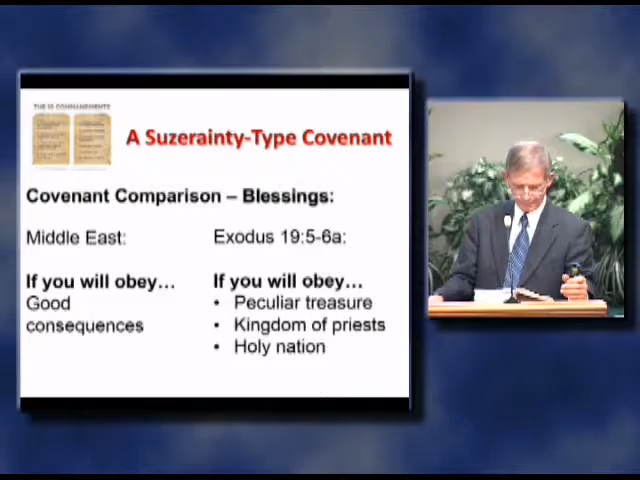 THE 10 COMMANDMENTS
A Suzerainty-Type Covenant
Covenant Comparison – Blessings:
Middle East:
Exodus 19:5-6a:
If you will obey...
Good
consequences
If you will obey...
• Peculiar treasure
• Kingdom of priests
• Holy nation